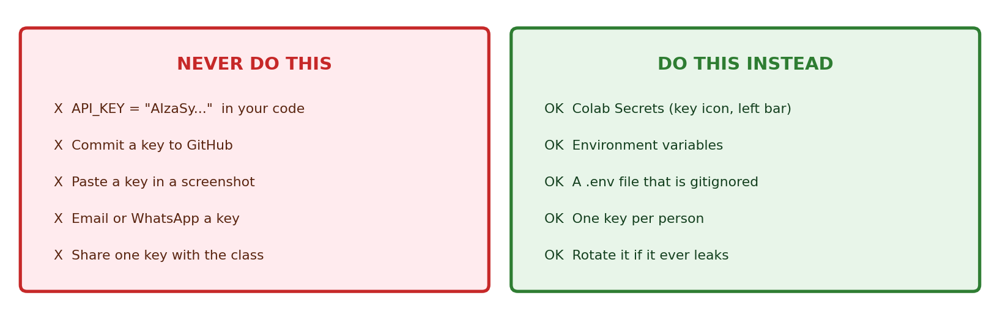 NEVER DO THIS
X  API_KEY = "AIzaSy..."  in your code
X  Commit a key to GitHub
X  Paste a key in a screenshot
X  Email or WhatsApp a key
X  Share one key with the class
DO THIS INSTEAD
OK  Colab Secrets (key icon, left bar)
OK  Environment variables
OK  A .env file that is gitignored
OK  One key per person
OK  Rotate it if it ever leaks